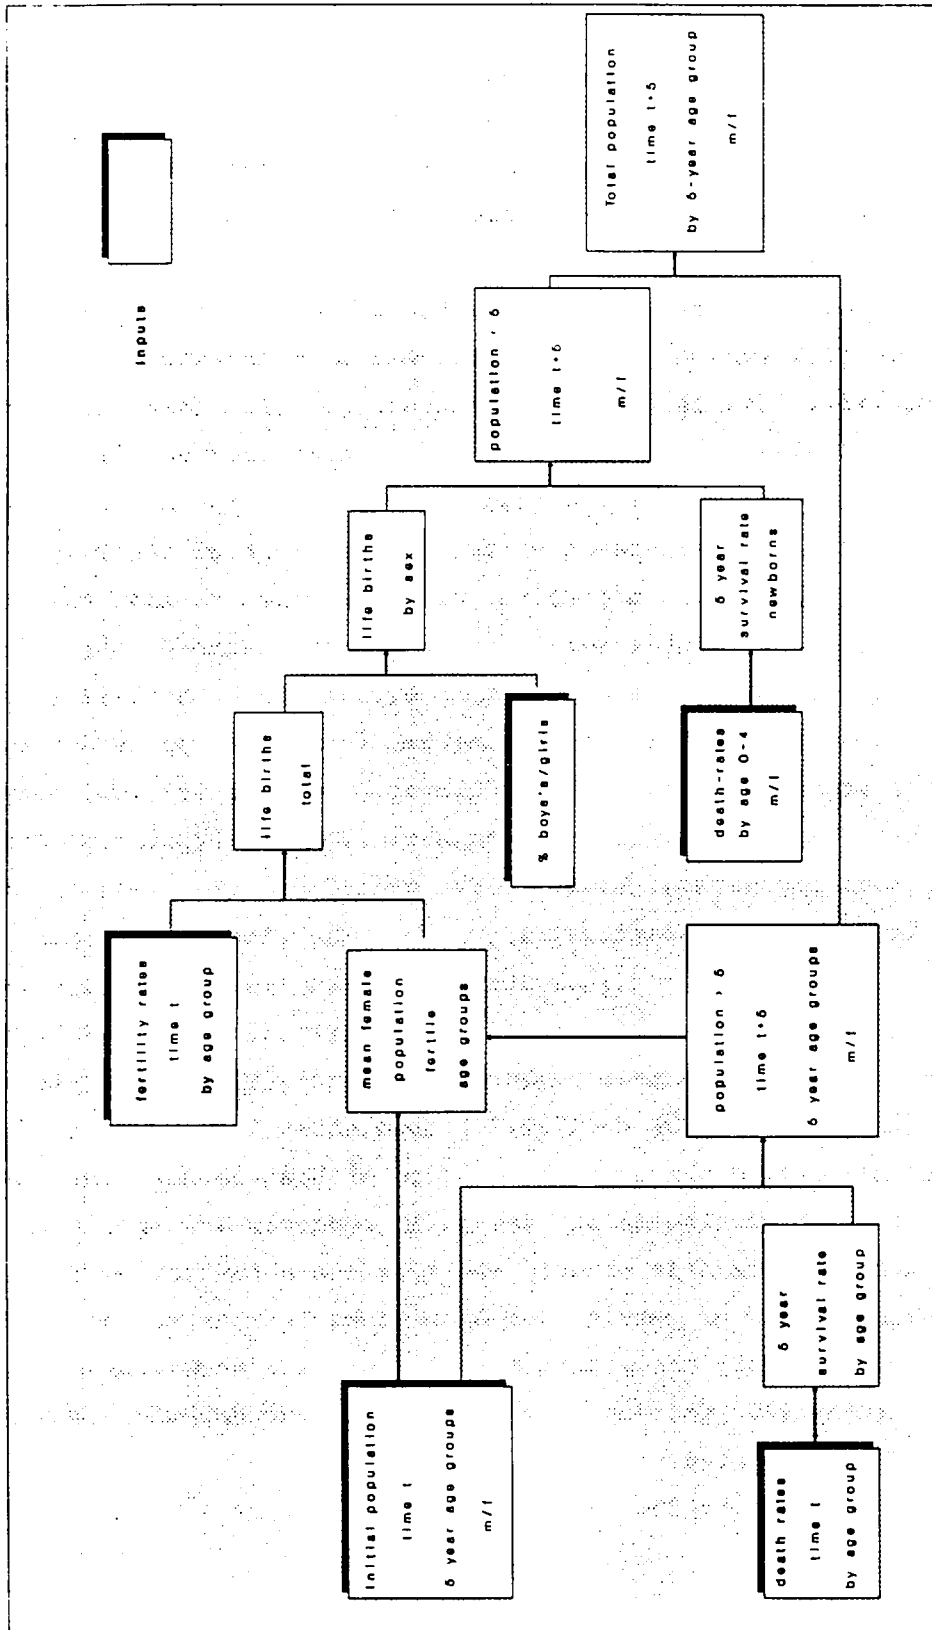 fertility rates
time t
by age group
inputs
life births
total
Initial population
time t
5 year age groups
m/f
mean female
population
fertile
age groups
life births
by sex
% boys's/girls
population < 5
time t+5
m/f
Total population
time t+5
by 5-year age group
m/f
death-rates
by age 0-4
m/f
5 year
survival rate
newborns
population > 5
time t+5
5 year age groups
m/f
death rates
time t
by age group
5 year
survival rate
by age group